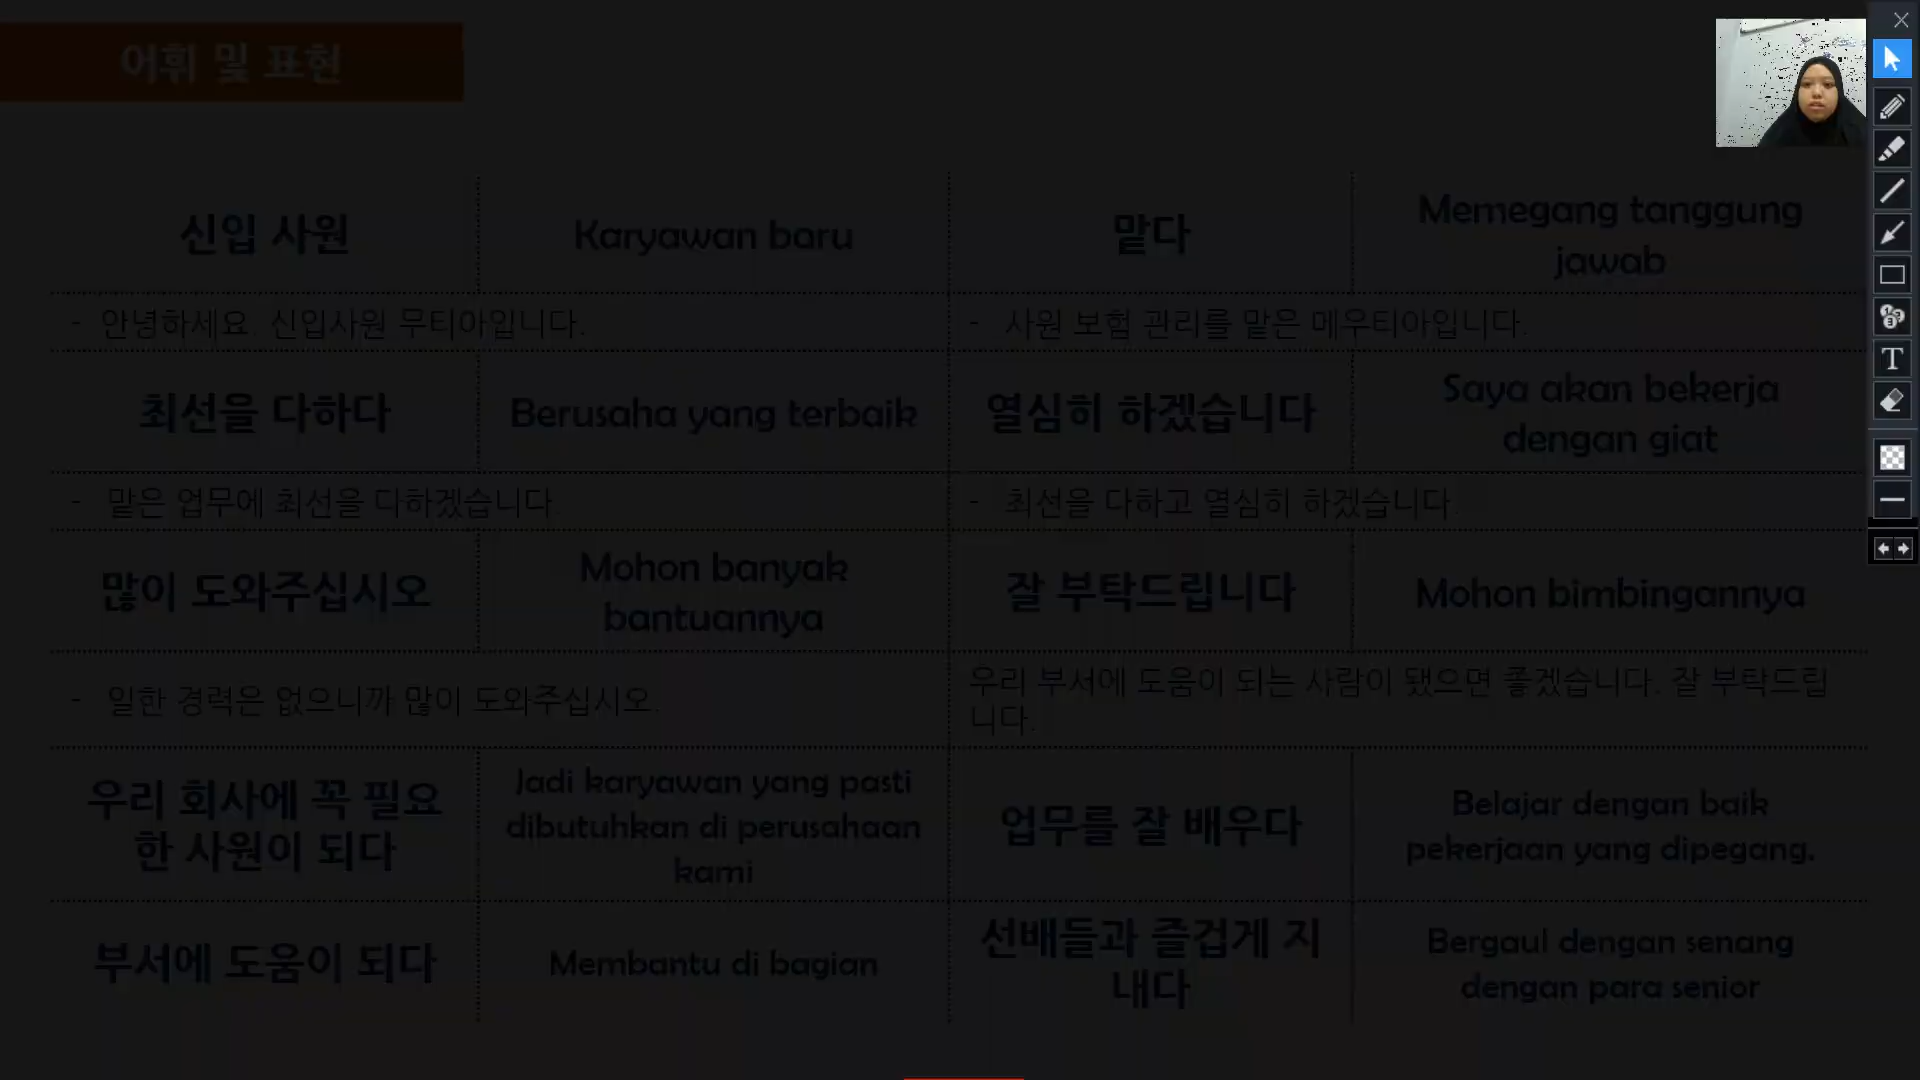 어휘 및 표현
신입 사원
Karyawan baru
맡다
Memegang tanggung
jawab
- 안녕하세요. 신입사원 무티아입니다.
- 사원 보험 관리를 맡은 메우티아입니다.
최선을 다하다
Berusaha yang terbaik
열심히 하겠습니다
Saya akan bekerja
dengan giat
- 맡은 업무에 최선을 다하겠습니다
- 최선을 다하고 열심히 하겠습니다.
많이 도와주십시오
Mohon banyak
bantuannya
잘 부탁드립니다
Mohon bimbingannya
- 일한 경력은 없으니까 많이 도와주십시오.
우리 부서에 도움이 되는 사람이 됐으면 좋겠습니다. 잘 부탁드립
니다.
우리 회사에 꼭 필요
한 사원이 되다
Jadi karyawan yang pasti
dibutuhkan di perusahaan
kami
업무를 잘 배우다
Belajar dengan baik
pekerjaan yang dipegang.
부서에 도움이 되다
Membantu di bagian
선배들과 즐겁게 지
내다
Bergaul dengan senang
dengan para senior